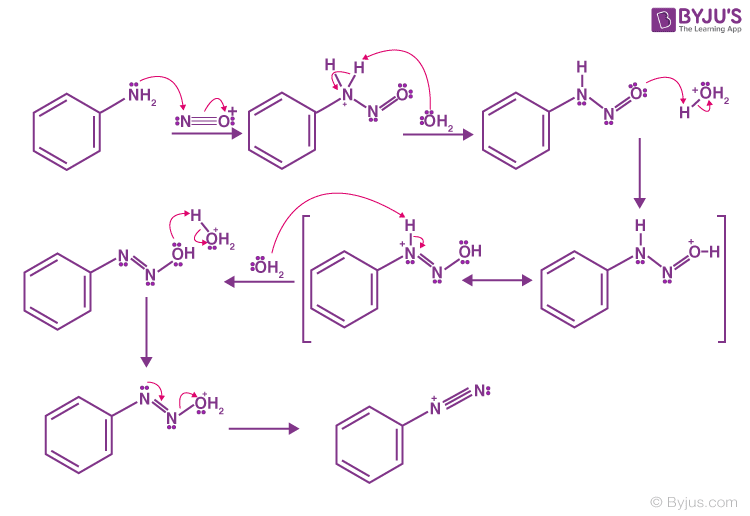 BYJU'S
The Learning App
NH2
N≡O+
H H
N+
N
O
OH2
H
N
N
O
H
+OH2
N
N
OH
H
+OH2
OH2
H
+N
N
OH
H
N
N
O+-H
N
N
+OH2
N+
N
© Byjus.com